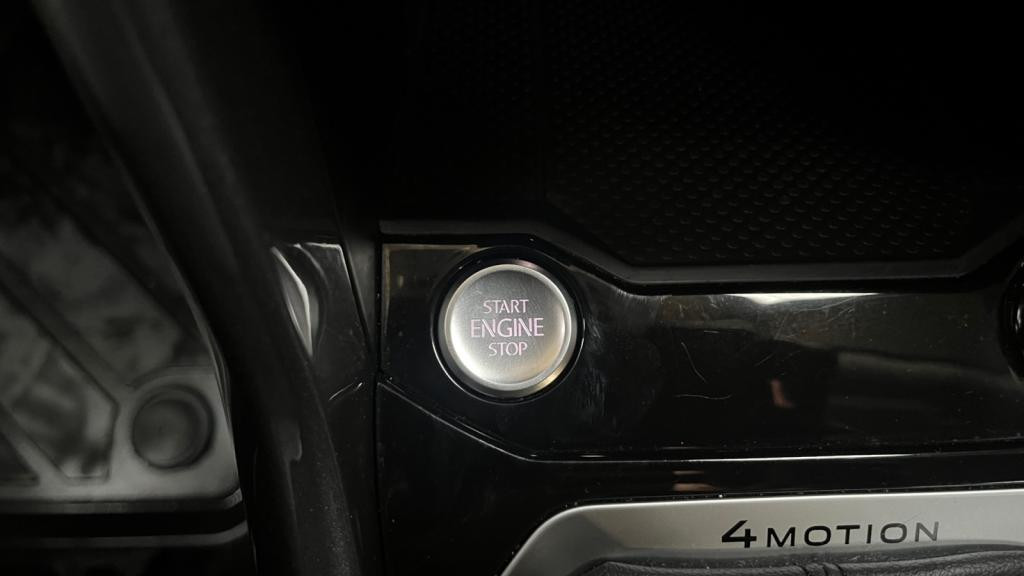 START
ENGINE
STOP
4MOTION